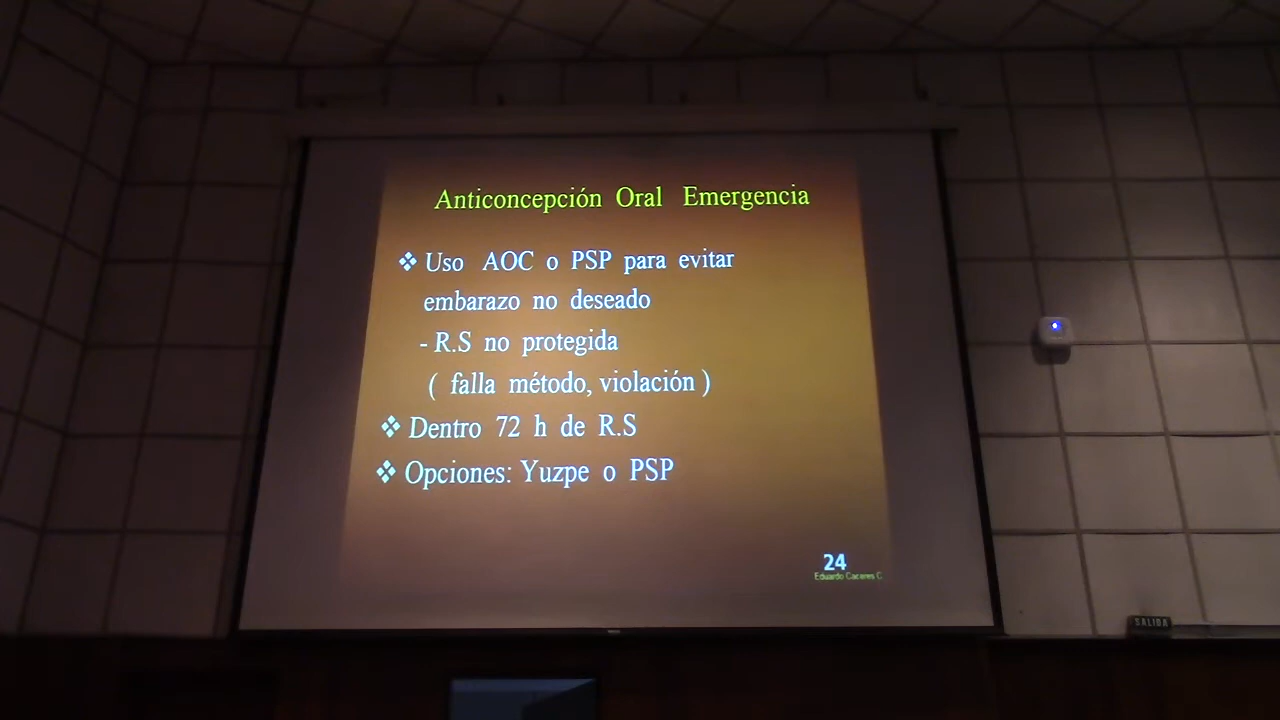 Anticoncepción Oral Emergencia
❖ Uso AOC o PSP para evitar
embarazo no deseado
- R.S no protegida
( falla método, violación )
❖ Dentro 72 h de R.S
❖ Opciones: Yuzpe o PSP
24
Eduardo Caceres C
SALIDA